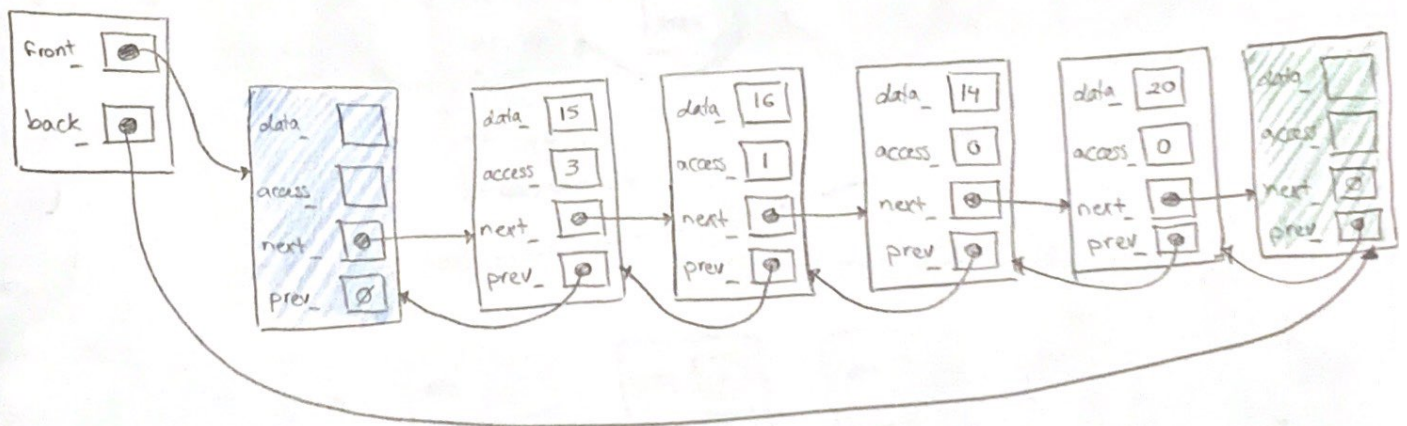 front_
back_
data_
access_
next_
prev_ Ø
data_ 15
access_ 3
next_
prev_
data_ 16
access_ 1
next_
prev_
data_ 14
access_ 0
next_
prev_
data_ 20
access_ 0
next_
prev_
data_
access_
next_ Ø
prev_